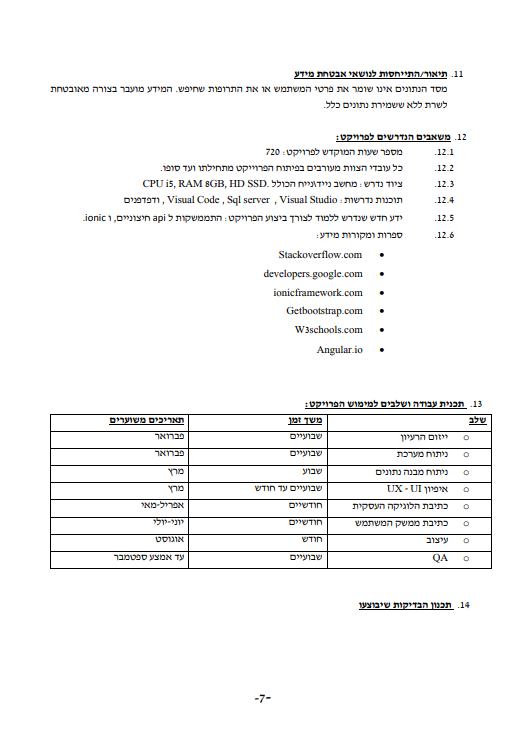 11. תיאור/התייחסות לנושאי אבטחת מידע
מסד הנתונים אינו שומר את פרטי המשתמש או את התרופות שחיפש. המידע מועבר בצורה מאובטחת
לשרת ללא ששמירת נתונים כלל.
12. משאבים הנדרשים לפרויקט:
12.1. מספר שעות המוקדש לפרויקט: 720
12.2. כל עובדי הצוות מעורבים בפיתוח הפרוייקט מתחילתו ועד סופו.
12.3. ציוד נדרש: מחשב נייד\נייח הכולל CPU i5, RAM 8GB, HD SSD.
12.4. תוכנות נדרשות: Visual Code , Sql server , Visual Studio , ודפדפנים
12.5. ידע חדש שנדרש ללמוד לצורך ביצוע הפרויקט: התממשקות ל api חיצוניים, ו ionic.
12.6. ספרות ומקורות מידע:
• Stackoverflow.com
• developers.google.com
• ionicframework.com
• Getbootstrap.com
• W3schools.com
• Angular.io
13. תכנית עבודה ושלבים למימוש הפרויקט:
שלב משך זמן תאריכים משוערים
o ייזום הרעיון שבועיים פברואר
o ניתוח מערכת שבועיים פברואר
o ניתוח מבנה נתונים שבוע מרץ
o איפיון UX - UI שבועיים עד חודש מרץ
o כתיבת הלוגיקה העסקית חודשיים אפריל-מאי
o כתיבת ממשק המשתמש חודשיים יוני-יולי
o עיצוב חודש אוגוסט
o QA שבועיים עד אמצע ספטמבר
14. תכנון הבדיקות שיבוצעו
-7-